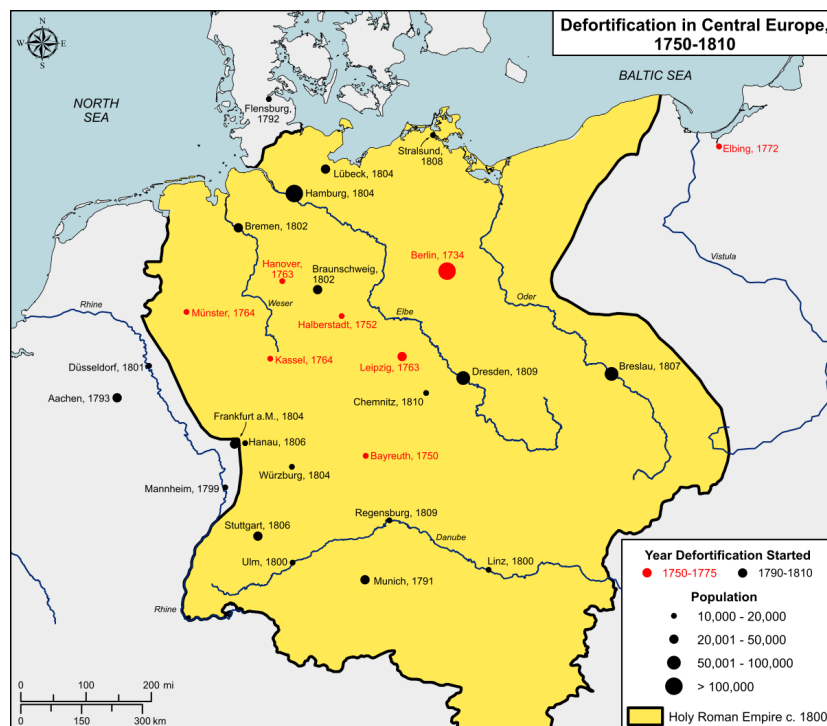 Defortification in Central Europe,
1750-1810
N
W
E
S
NORTH
SEA
BALTIC SEA
Flensburg,
1792
Stralsund,
1808
Elbing, 1772
Lübeck, 1804
Hamburg, 1804
Bremen, 1802
Hanover,
1763
Braunschweig,
1802
Berlin, 1734
Vistula
Rhine
Münster, 1764
Weser
Halberstadt, 1752
Elbe
Oder
Kassel, 1764
Leipzig, 1763
Düsseldorf, 1801
Dresden, 1809
Breslau, 1807
Aachen, 1793
Chemnitz, 1810
Frankfurt a.M., 1804
Hanau, 1806
Bayreuth, 1750
Würzburg, 1804
Mannheim, 1799
Regensburg, 1809
Stuttgart, 1806
Danube
Ulm, 1800
Linz, 1800
Munich, 1791
Rhine
Year Defortification Started
1750-1775
1790-1810
Population
10,000 - 20,000
20,001 - 50,000
50,001 - 100,000
> 100,000
Holy Roman Empire c. 1800
0 100 200 mi
0 150 300 km